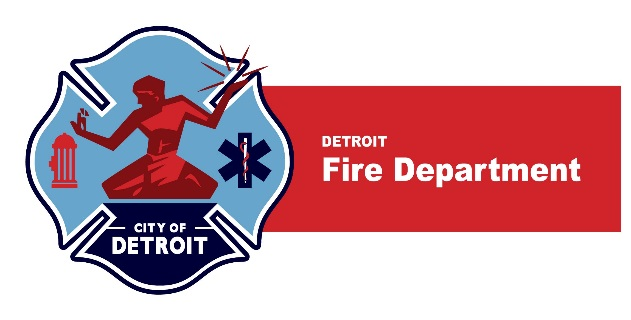 CITY OF
DETROIT
DETROIT
Fire Department